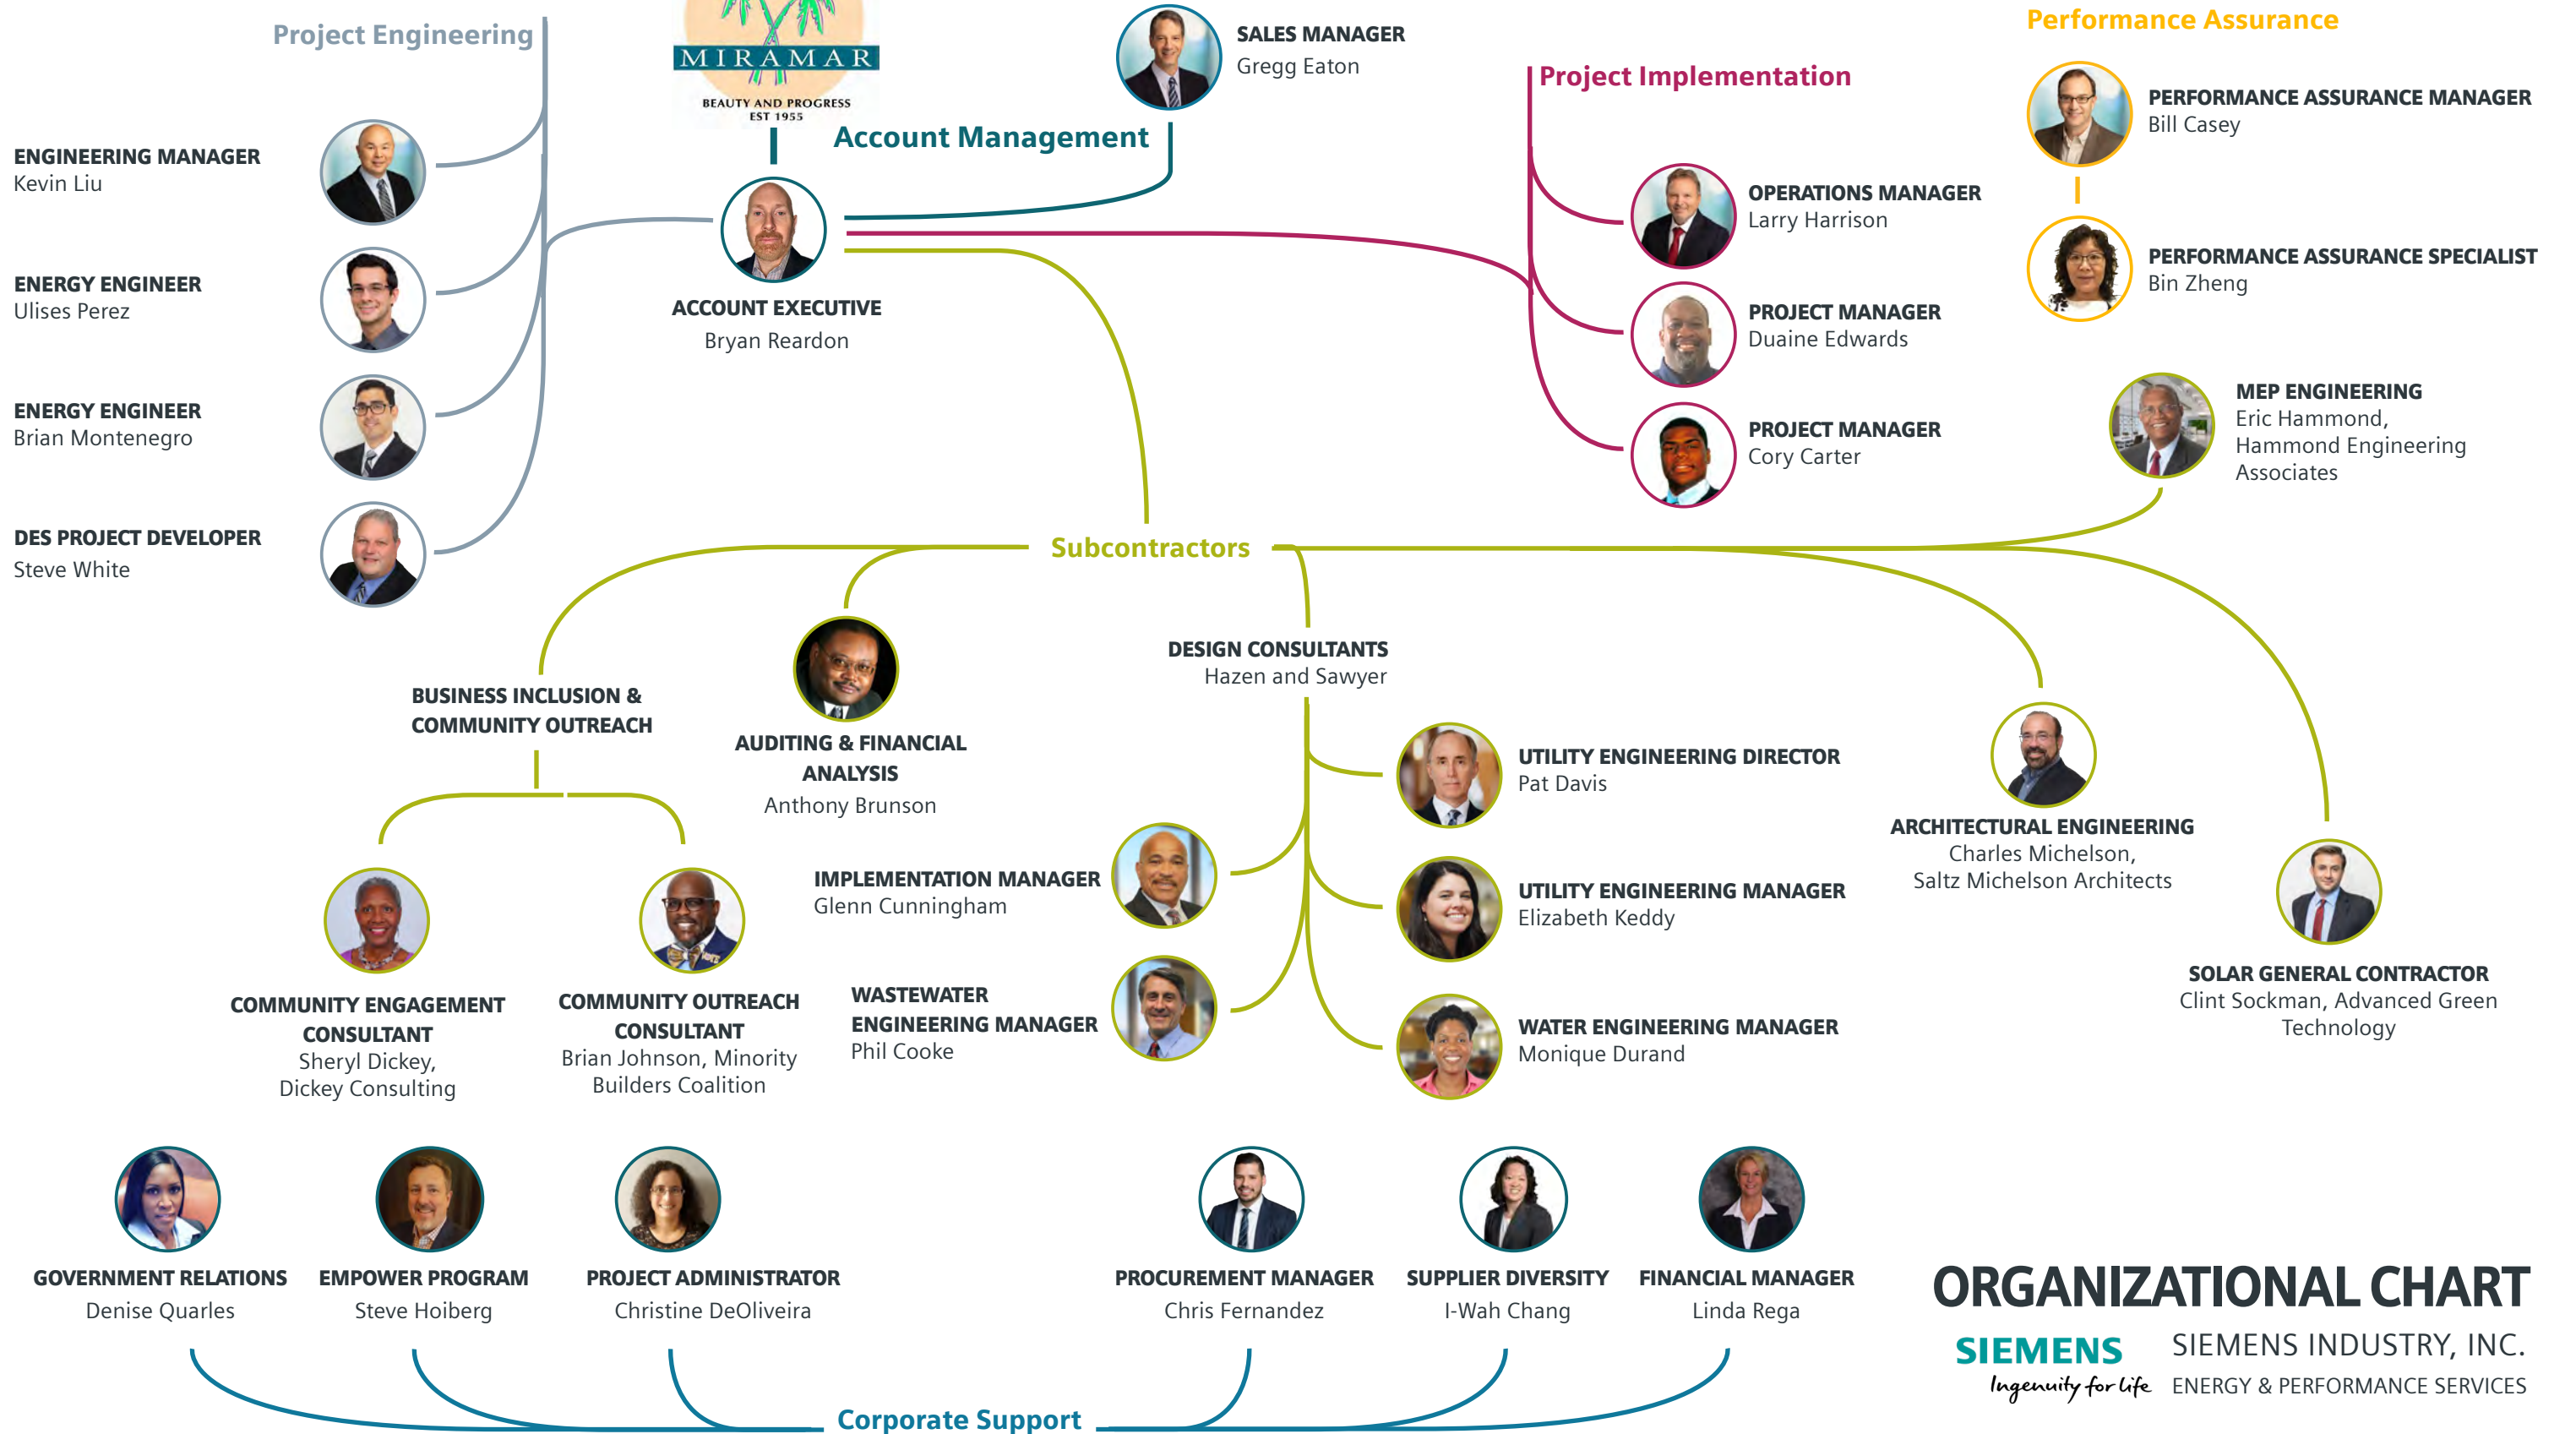 Project Engineering
MIRAMAR
BEAUTY AND PROGRESS
EST 1955
Account Management
SALES MANAGER
Gregg Eaton
Project Implementation
Performance Assurance
PERFORMANCE ASSURANCE MANAGER
Bill Casey
PERFORMANCE ASSURANCE SPECIALIST
Bin Zheng
ENGINEERING MANAGER
Kevin Liu
ENERGY ENGINEER
Ulises Perez
ENERGY ENGINEER
Brian Montenegro
DES PROJECT DEVELOPER
Steve White
ACCOUNT EXECUTIVE
Bryan Reardon
OPERATIONS MANAGER
Larry Harrison
PROJECT MANAGER
Duaine Edwards
PROJECT MANAGER
Cory Carter
MEP ENGINEERING
Eric Hammond,
Hammond Engineering
Associates
Subcontractors
BUSINESS INCLUSION &
COMMUNITY OUTREACH
AUDITING & FINANCIAL
ANALYSIS
Anthony Brunson
DESIGN CONSULTANTS
Hazen and Sawyer
UTILITY ENGINEERING DIRECTOR
Pat Davis
IMPLEMENTATION MANAGER
Glenn Cunningham
UTILITY ENGINEERING MANAGER
Elizabeth Keddy
WASTEWATER
ENGINEERING MANAGER
Phil Cooke
WATER ENGINEERING MANAGER
Monique Durand
ARCHITECTURAL ENGINEERING
Charles Michelson,
Saltz Michelson Architects
SOLAR GENERAL CONTRACTOR
Clint Sockman, Advanced Green
Technology
COMMUNITY ENGAGEMENT
CONSULTANT
Sheryl Dickey,
Dickey Consulting
COMMUNITY OUTREACH
CONSULTANT
Brian Johnson, Minority
Builders Coalition
GOVERNMENT RELATIONS
Denise Quarles
EMPOWER PROGRAM
Steve Hoiberg
PROJECT ADMINISTRATOR
Christine DeOliveira
PROCUREMENT MANAGER
Chris Fernandez
SUPPLIER DIVERSITY
I-Wah Chang
FINANCIAL MANAGER
Linda Rega
Corporate Support
ORGANIZATIONAL CHART
SIEMENS
Ingenuity for life
SIEMENS INDUSTRY, INC.
ENERGY & PERFORMANCE SERVICES